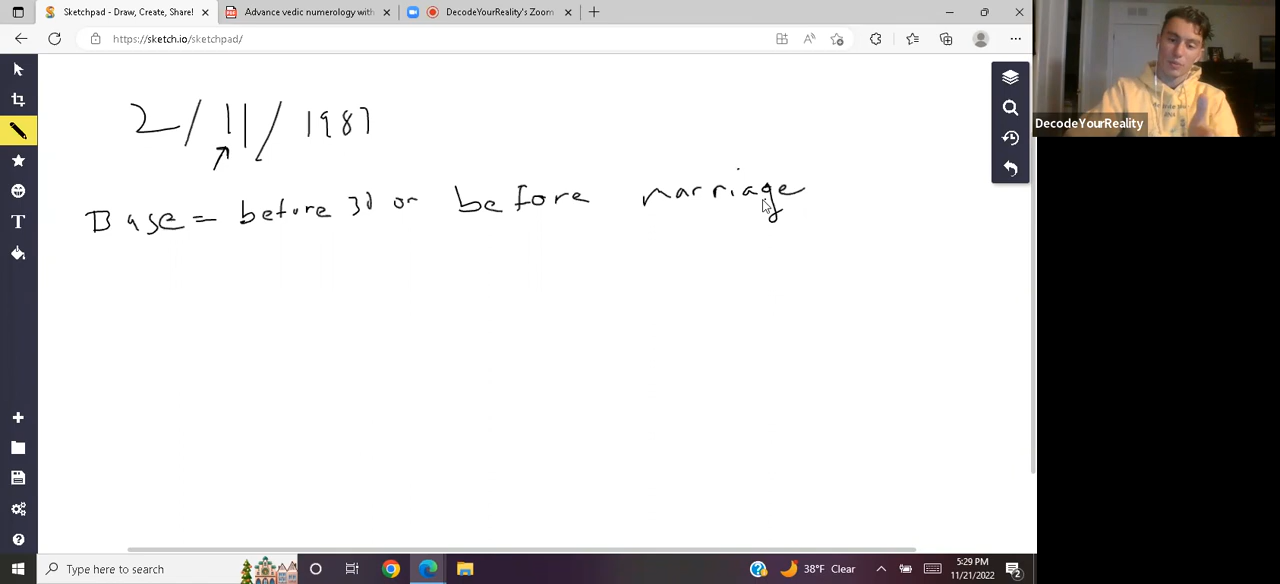 Sketchpad - Draw, Create, Share!
Advance vedic numerology with
DecodeYourReality's Zoom
https://sketch.io/sketchpad/
DecodeYourReality
2/11/1987
Base = before 30 or before marriage
T
Type here to search
38°F Clear
5:29 PM
11/21/2022
2